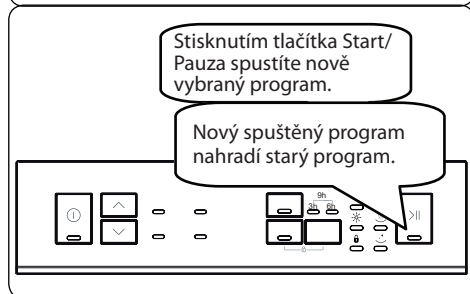 Stisknutím tlačítka Start/
Pauza spustíte nově
vybraný program.
Nový spuštěný program
nahradí starý program.
9h
3h 6h